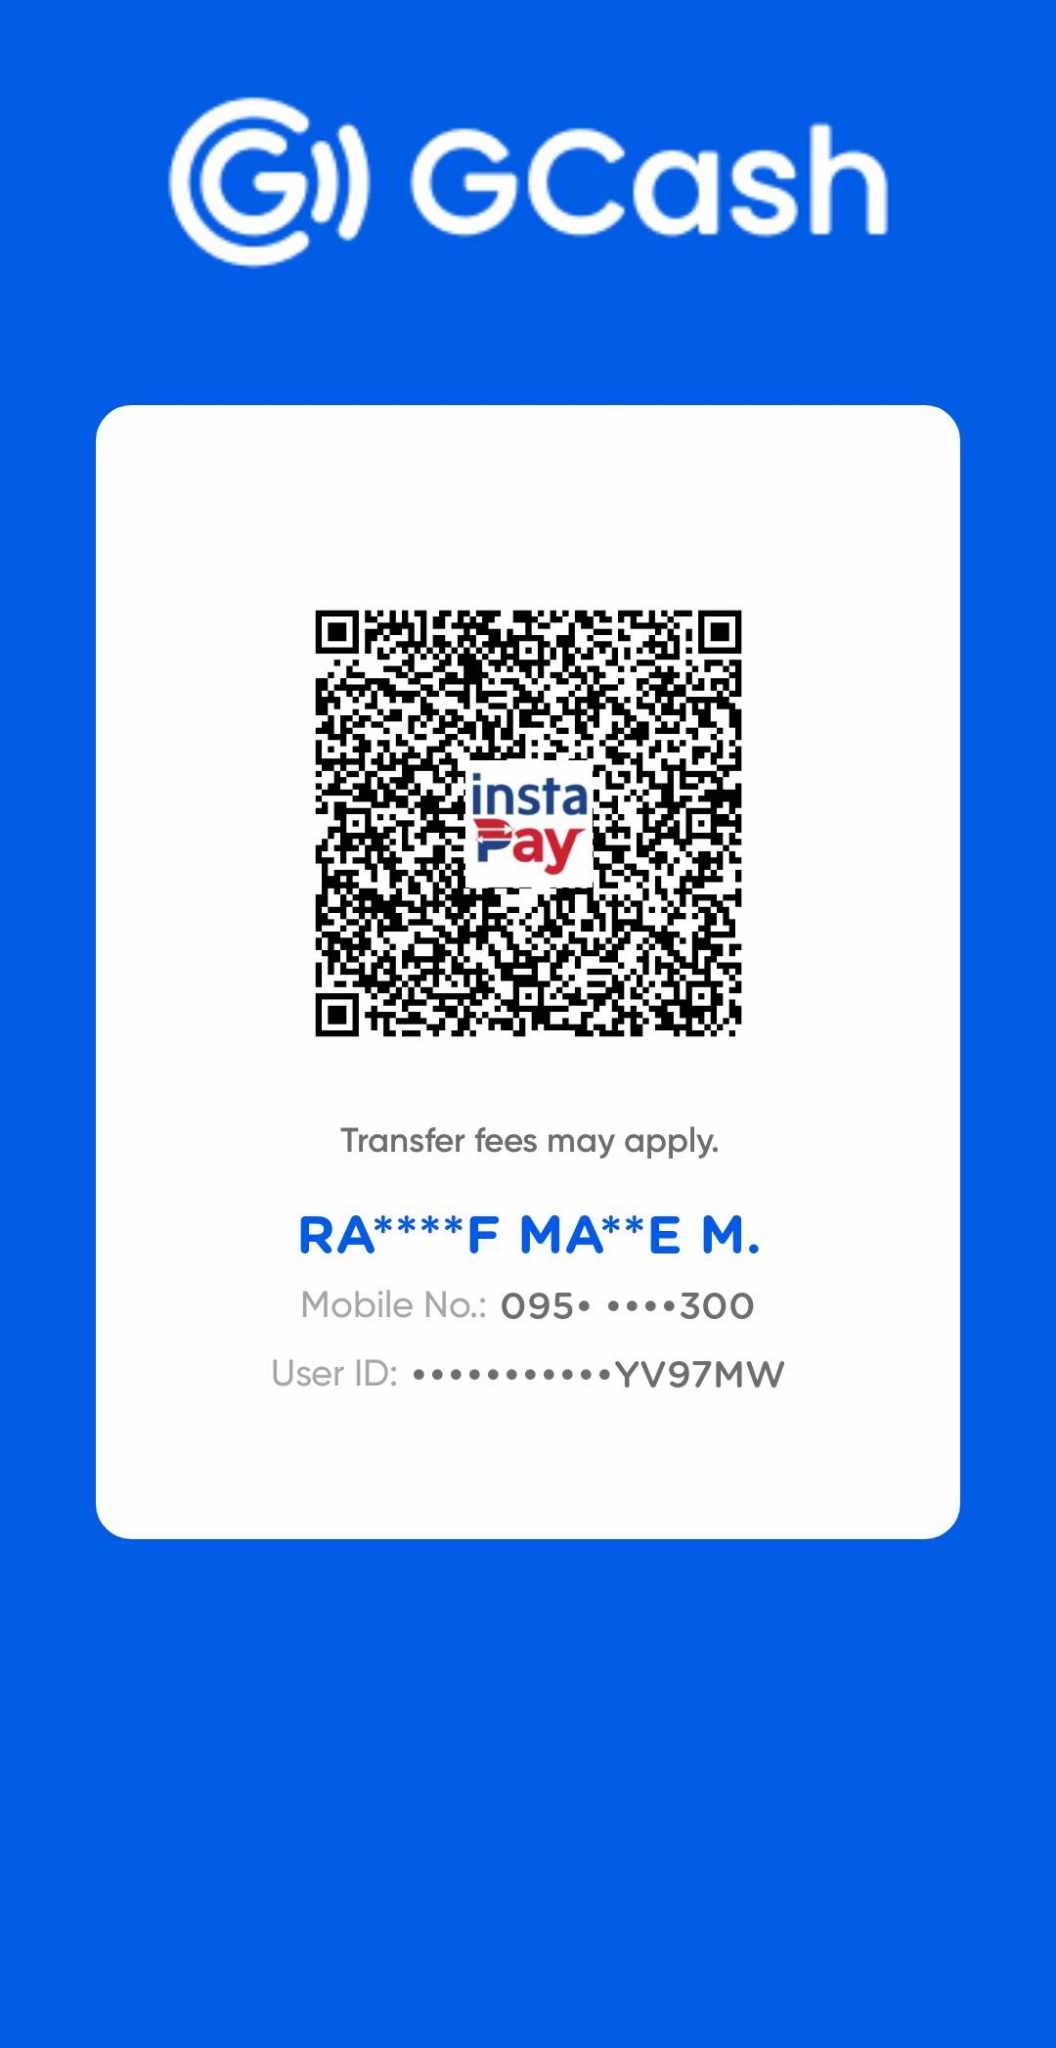 GCash
insta
Pay
Transfer fees may apply.
RA****F MA**E M.
Mobile No.: 095• ••••300
User ID: •••••••••••YV97MW